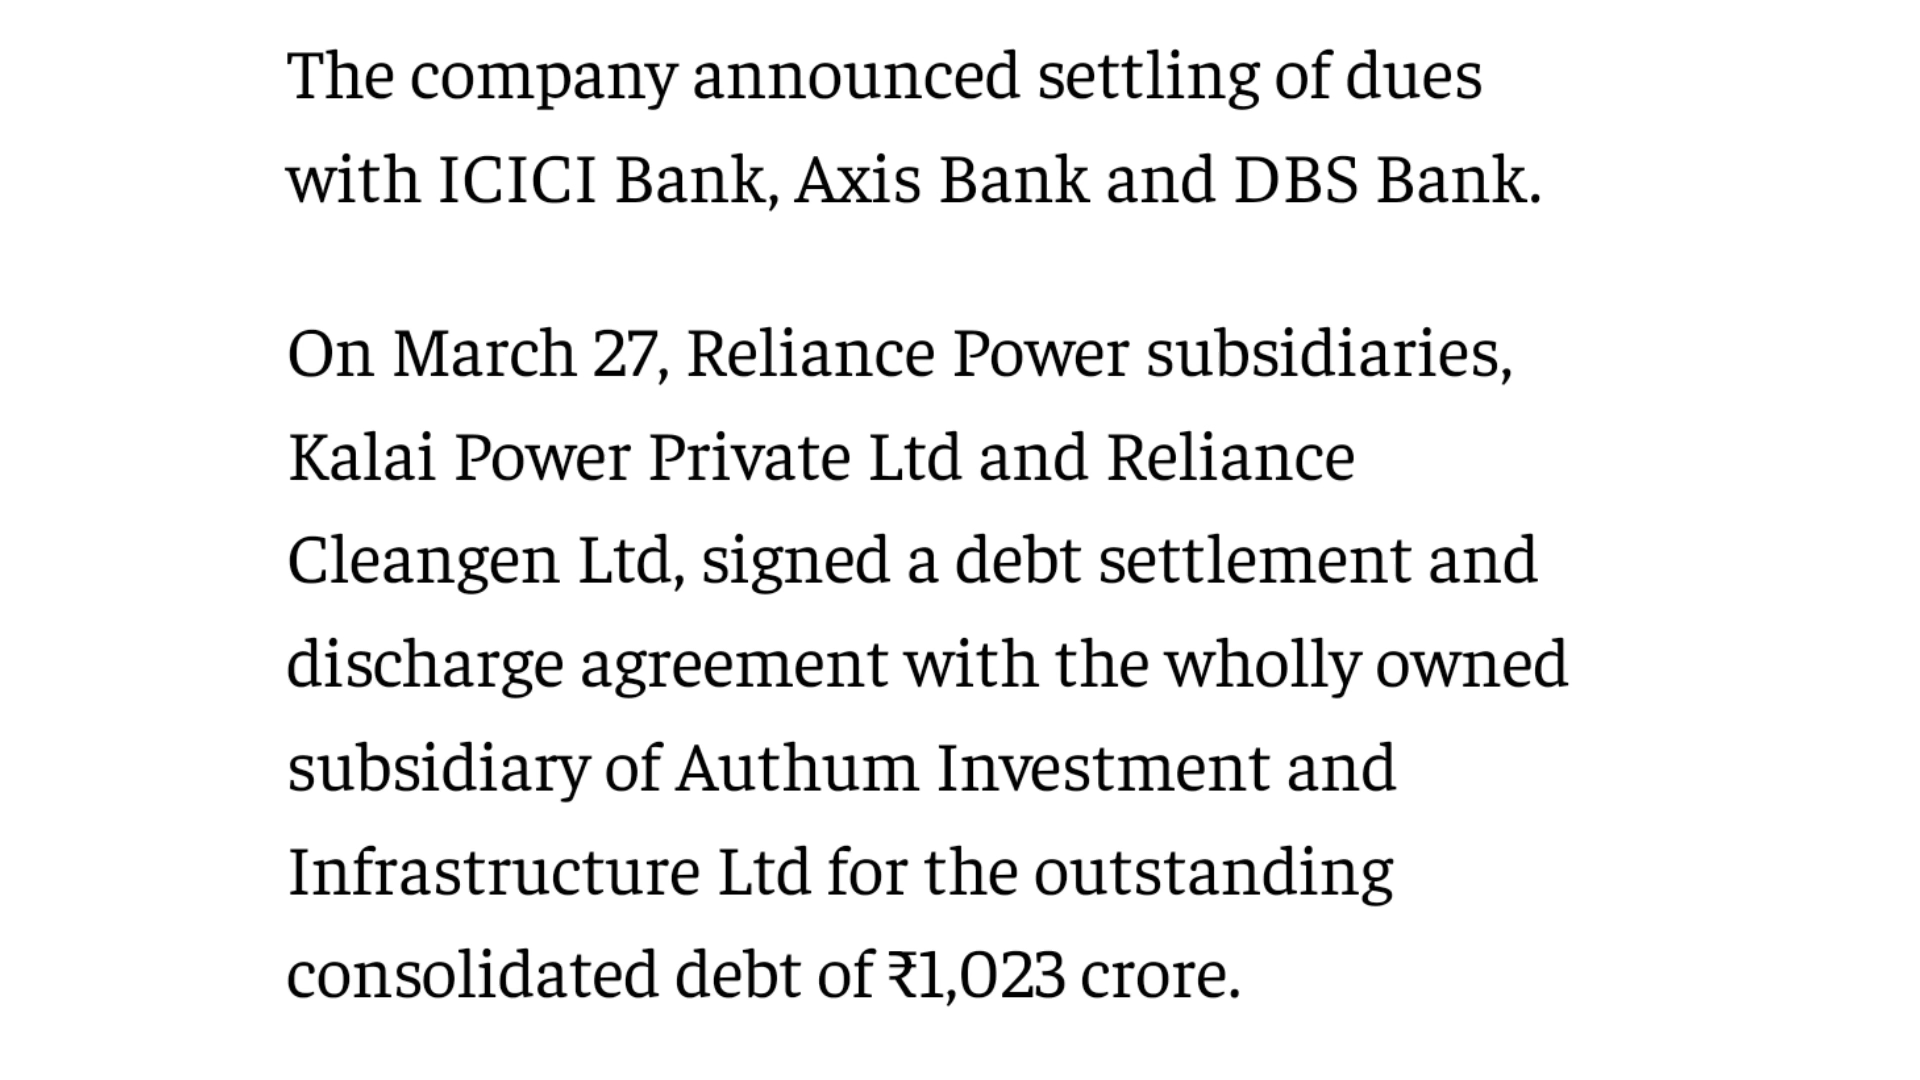 The company announced settling of dues
with ICICI Bank, Axis Bank and DBS Bank.
On March 27, Reliance Power subsidiaries,
Kalai Power Private Ltd and Reliance
Cleangen Ltd, signed a debt settlement and
discharge agreement with the wholly owned
subsidiary of Authum Investment and
Infrastructure Ltd for the outstanding
consolidated debt of ₹1,023 crore.